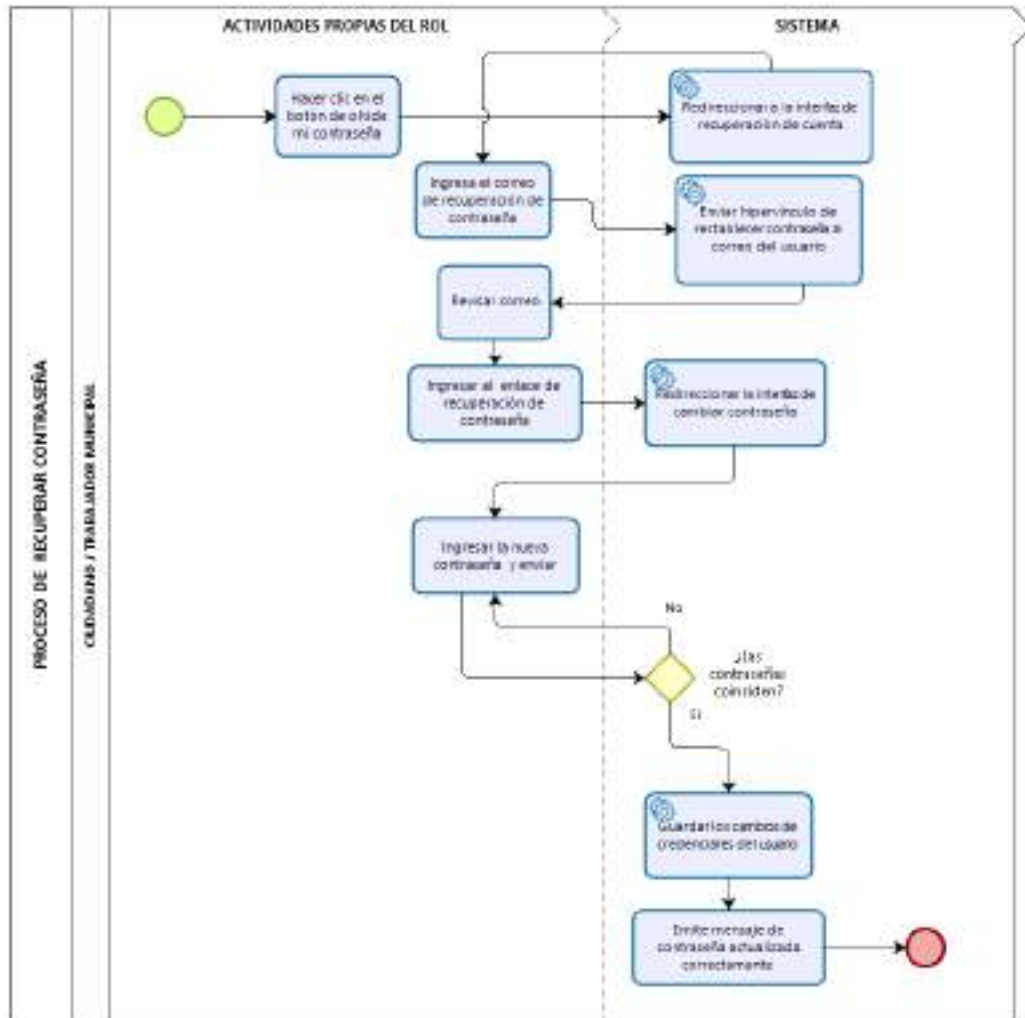 ACTIVIDADES PROPIAS DEL ROL
SISTEMA
PROCESO DE RECUPERAR CONTRASEÑA
CIUDADANO / TRABAJADOR MUNICIPAL
Hacer clic en el
botón de olvide
mi contraseña
Redireccionar a la interfaz de
recuperación de cuenta
Ingresa el correo
de recuperación de
contraseña
Enviar hipervínculo de
restablecer contraseña a
correo del usuario
Revisar correo
Ingresar al enlace de
recuperación de
contraseña
Redireccionar la interfaz de
cambiar contraseña
Ingresar la nueva
contraseña y enviar
No
¿Las
contraseñas
coinciden?
Si
Guardar los cambios de
credenciales del usuario
Emite mensaje de
contraseña actualizada
correctamente